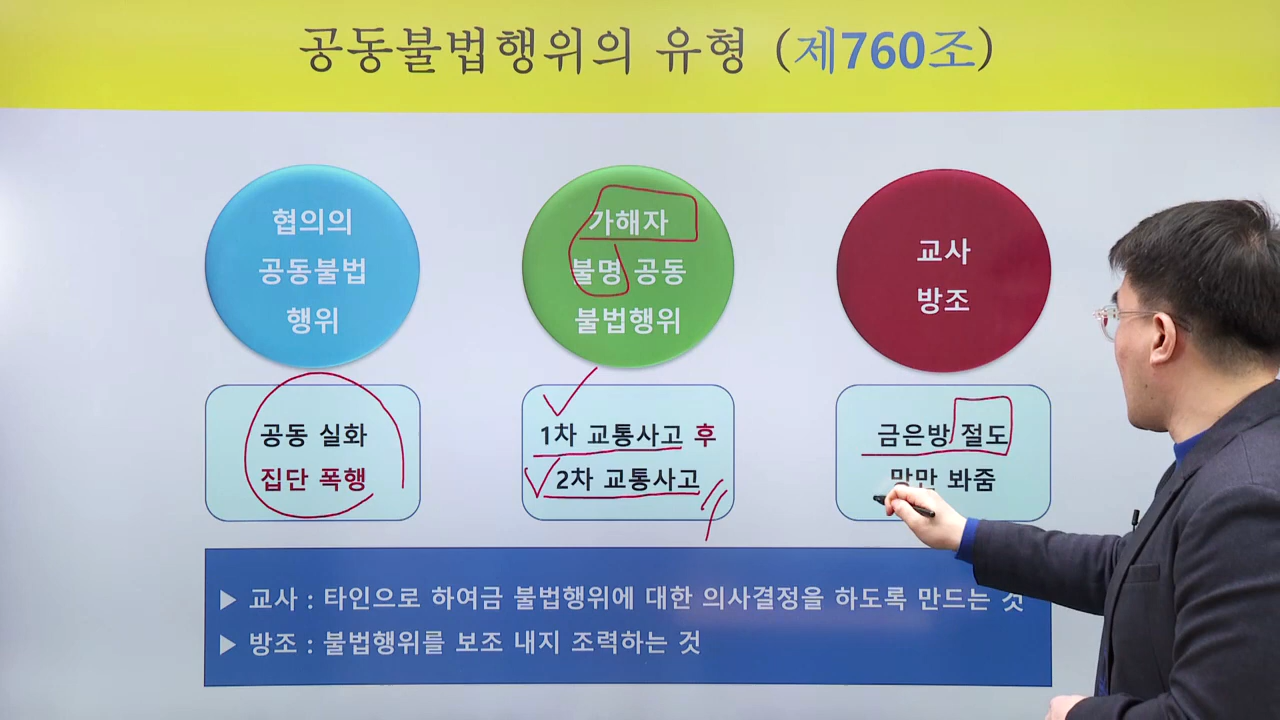 공동불법행위의 유형 (제760조)
협의의
공동불법
행위
가해자
불명 공동
불법행위
교사
방조
공동 실화
집단 폭행
1차 교통사고 후
2차 교통사고
금은방 절도
망만 봐줌
▶ 교사 : 타인으로 하여금 불법행위에 대한 의사결정을 하도록 만드는 것
▶ 방조 : 불법행위를 보조 내지 조력하는 것